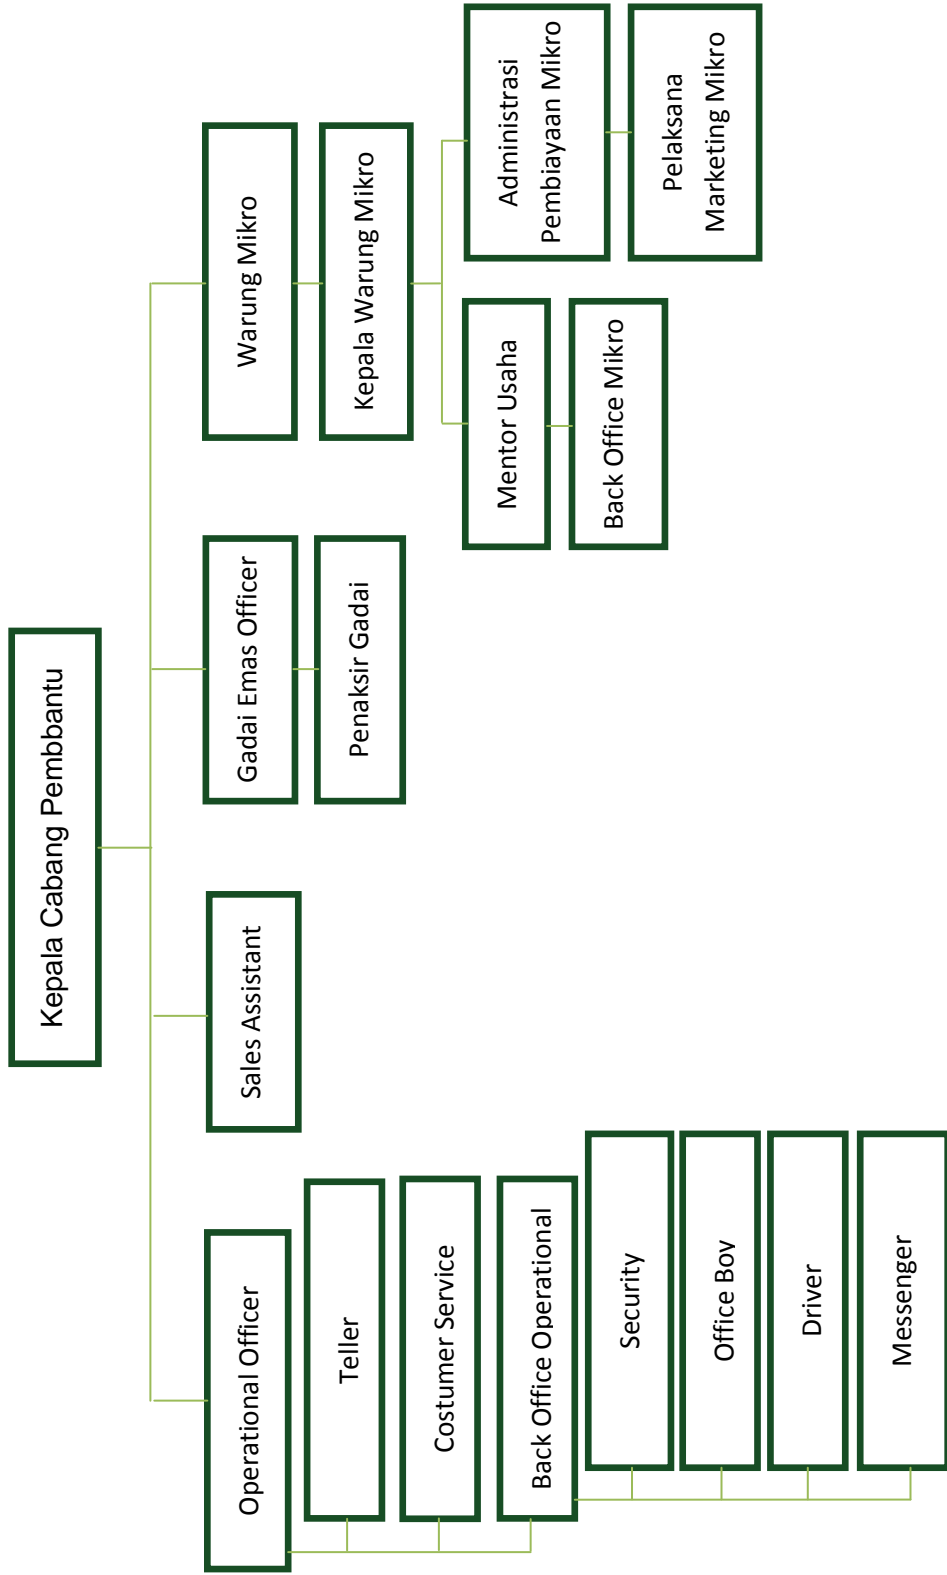 Kepala Cabang Pembbantu
Operational Officer
Teller
Costumer Service
Back Office Operational
Security
Office Boy
Driver
Messenger
Sales Assistant
Gadai Emas Officer
Penaksir Gadai
Warung Mikro
Kepala Warung Mikro
Mentor Usaha
Back Office Mikro
Administrasi
Pembiayaan Mikro
Pelaksana
Marketing Mikro